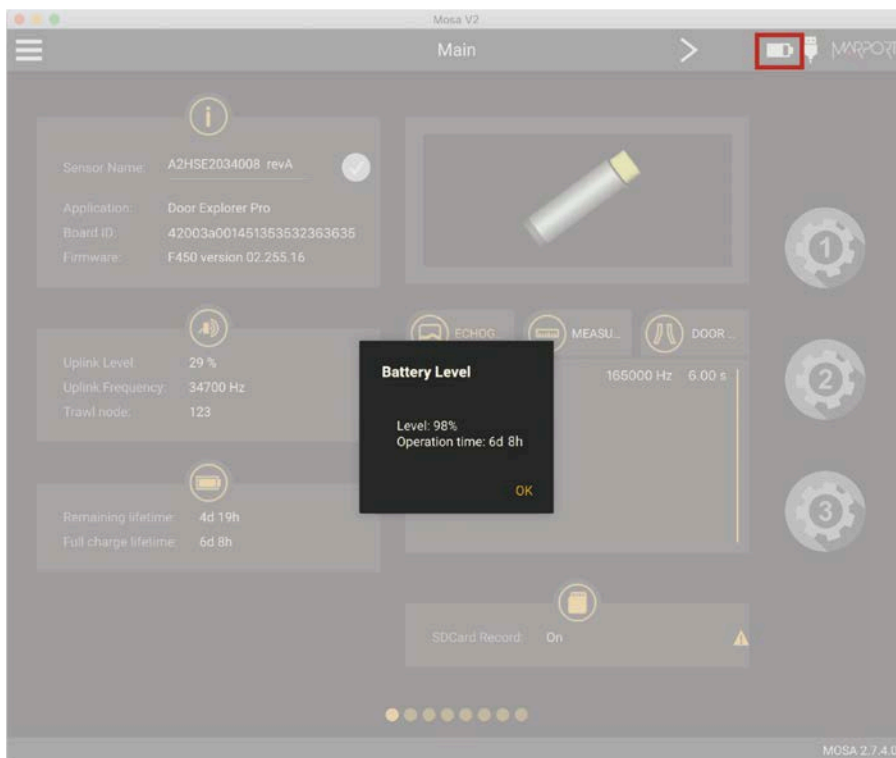 Mosa V2
Main
MARPORT
Sensor Name: A2HSE2034008 revA
Application: Door Explorer Pro
Board ID: 42003a001451353532363635
Firmware: F450 version 02.255.16
ECHOG...
MEASU...
DOOR ...
165000 Hz 6.00 s
Uplink Level: 29 %
Uplink Frequency: 34700 Hz
Trawl node: 123
Battery Level
Level: 98%
Operation time: 6d 8h
OK
Remaining lifetime: 4d 19h
Full charge lifetime: 6d 8h
SDCard Record: On
1
2
3
MOSA 2.7.4.0